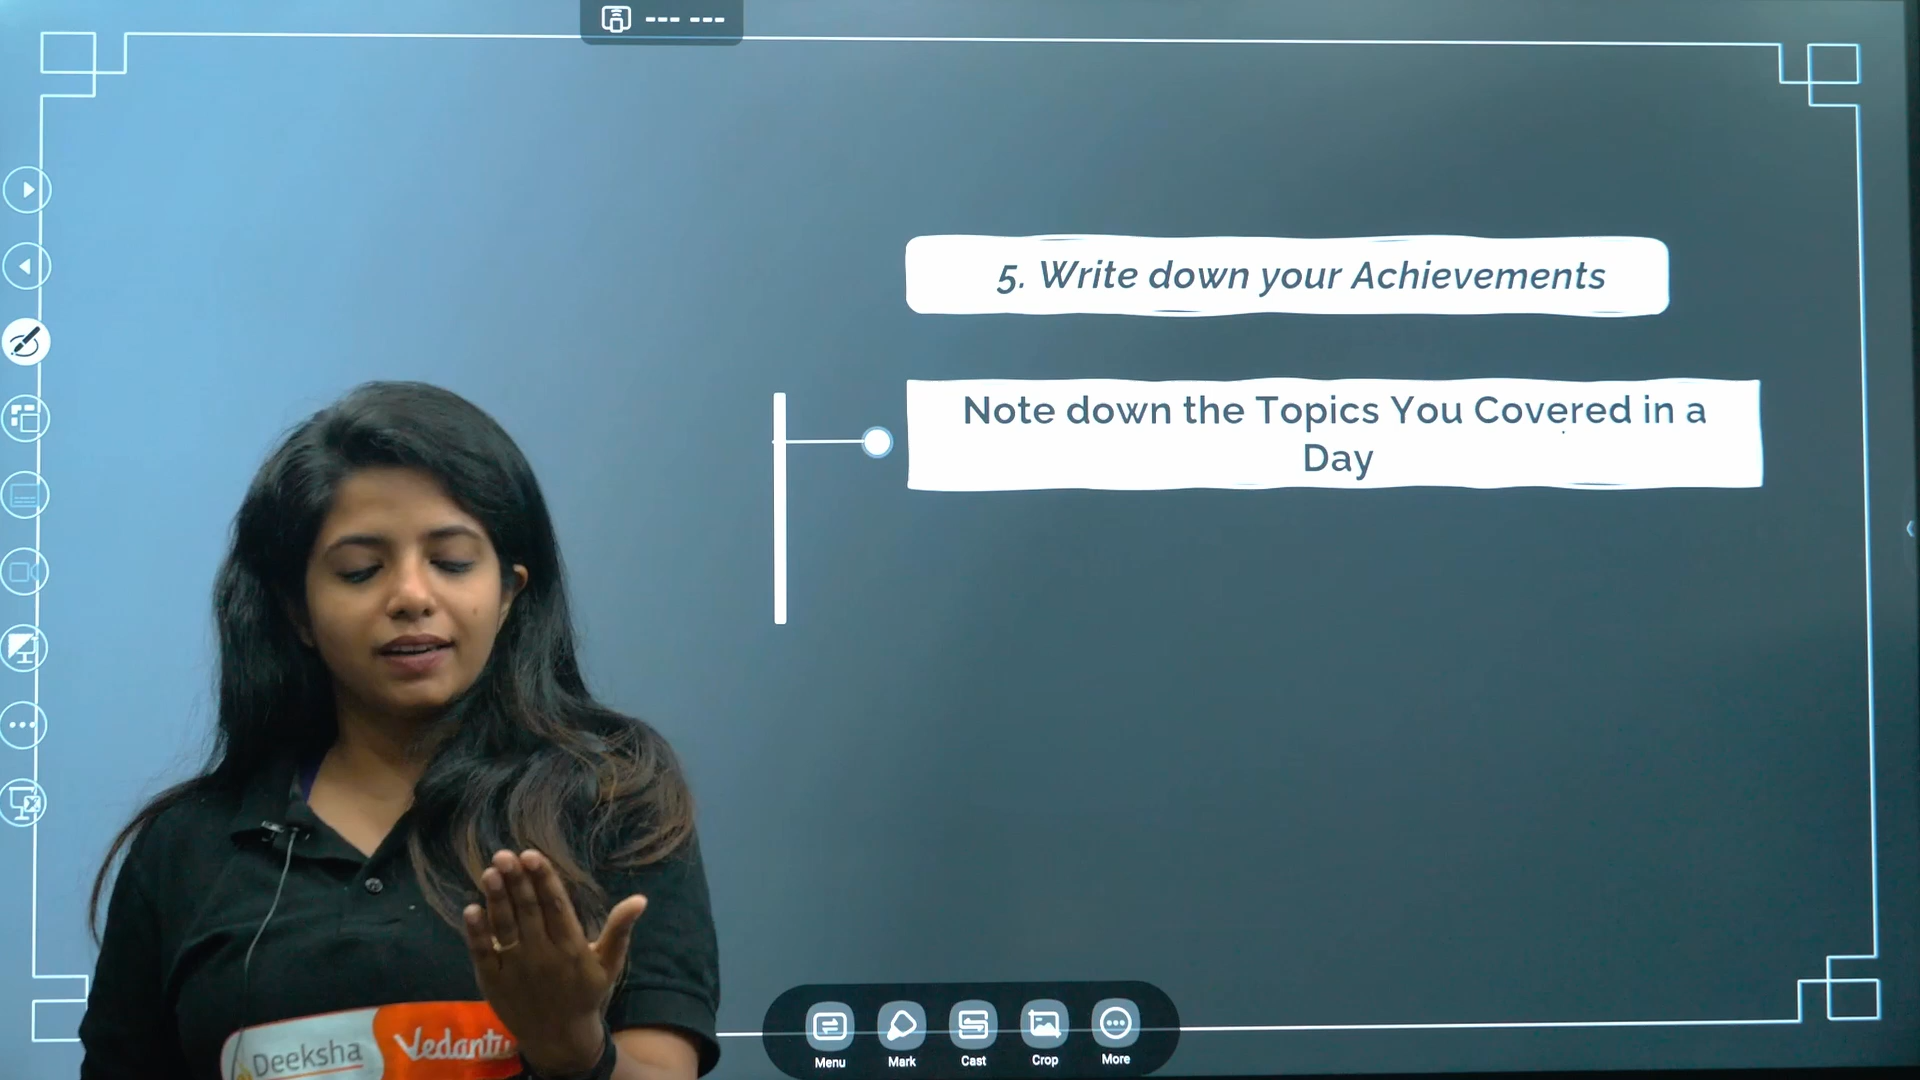 --- ---
5. Write down your Achievements
Note down the Topics You Covered in a
Day
Deeksha
Vedantu
Menu
Mark
Cast
Crop
More